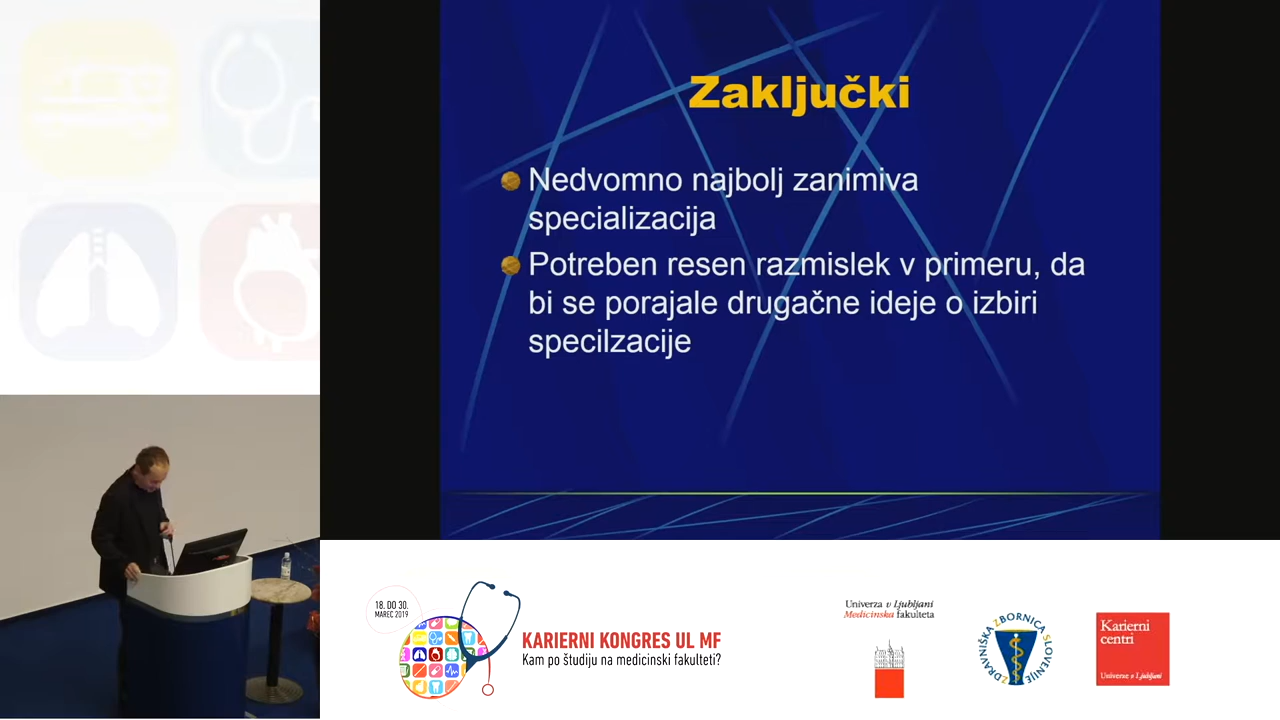 Zaključki
Nedvomno najbolj zanimiva
specializacija
Potreben resen razmislek v primeru, da
bi se porajale drugačne ideje o izbiri
specilzacije
18. DO 30.
MAREC 2019
KARIERNI KONGRES UL MF
Kam po študiju na medicinski fakulteti?
Univerza v Ljubljani
Medicinska fakulteta
ZDRAVNIŠKA ZBORNICA SLOVENIJE
Karierni
centri
Univerze v Ljubljani